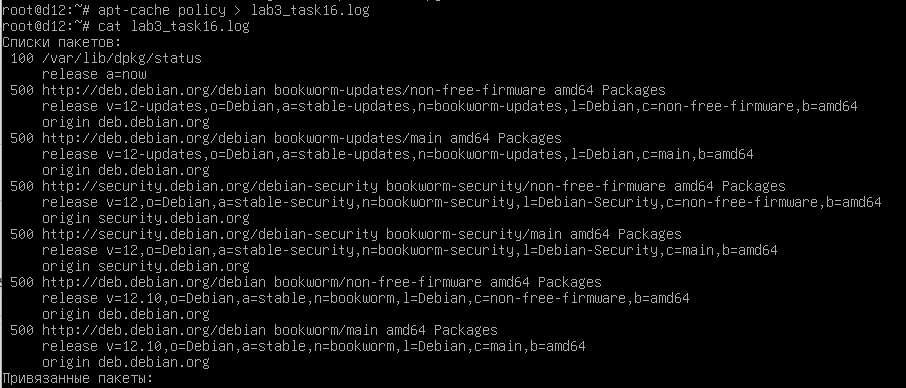 root@d12:~# apt-cache policy > lab3_task16.log
root@d12:~# cat lab3_task16.log
Списки пакетов:
 100 /var/lib/dpkg/status
     release a=now
 500 http://deb.debian.org/debian bookworm-updates/non-free-firmware amd64 Packages
     release v=12-updates,o=Debian,a=stable-updates,n=bookworm-updates,l=Debian,c=non-free-firmware,b=amd64
     origin deb.debian.org
 500 http://deb.debian.org/debian bookworm-updates/main amd64 Packages
     release v=12-updates,o=Debian,a=stable-updates,n=bookworm-updates,l=Debian,c=main,b=amd64
     origin deb.debian.org
 500 http://security.debian.org/debian-security bookworm-security/non-free-firmware amd64 Packages
     release v=12,o=Debian,a=stable-security,n=bookworm-security,l=Debian-Security,c=non-free-firmware,b=amd64
     origin security.debian.org
 500 http://security.debian.org/debian-security bookworm-security/main amd64 Packages
     release v=12,o=Debian,a=stable-security,n=bookworm-security,l=Debian-Security,c=main,b=amd64
     origin security.debian.org
 500 http://deb.debian.org/debian bookworm/non-free-firmware amd64 Packages
     release v=12.10,o=Debian,a=stable,n=bookworm,l=Debian,c=non-free-firmware,b=amd64
     origin deb.debian.org
 500 http://deb.debian.org/debian bookworm/main amd64 Packages
     release v=12.10,o=Debian,a=stable,n=bookworm,l=Debian,c=main,b=amd64
     origin deb.debian.org
Привязанные пакеты: